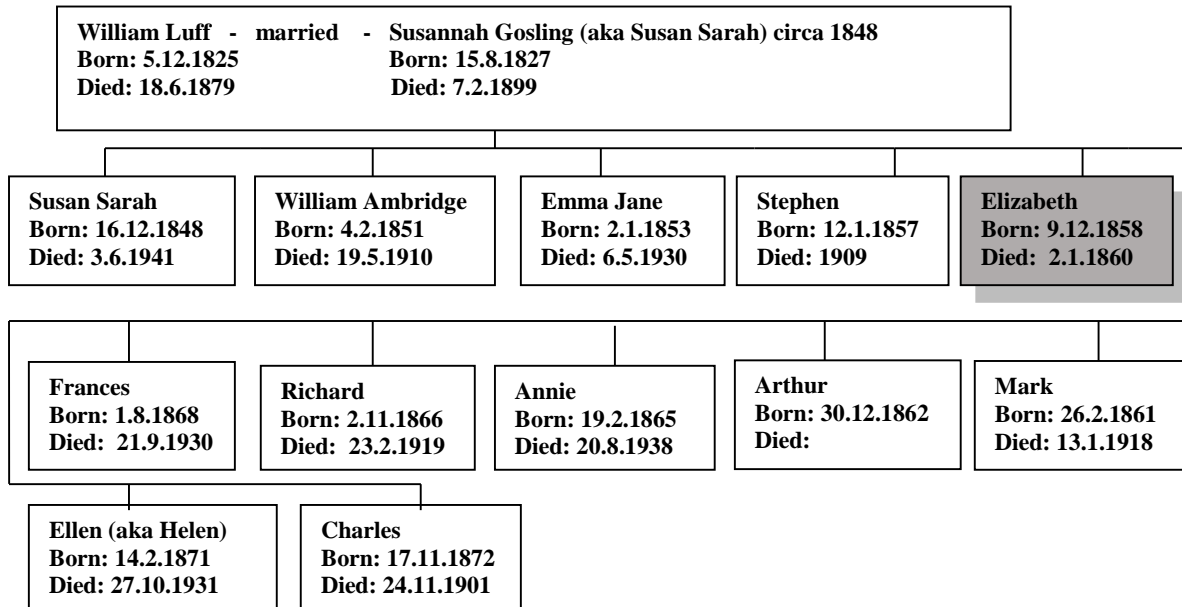 William Luff - married - Susannah Gosling (aka Susan Sarah) circa 1848
Born: 5.12.1825 Born: 15.8.1827
Died: 18.6.1879 Died: 7.2.1899
Susan Sarah
Born: 16.12.1848
Died: 3.6.1941
William Ambridge
Born: 4.2.1851
Died: 19.5.1910
Emma Jane
Born: 2.1.1853
Died: 6.5.1930
Stephen
Born: 12.1.1857
Died: 1909
Elizabeth
Born: 9.12.1858
Died: 2.1.1860
Frances
Born: 1.8.1868
Died: 21.9.1930
Richard
Born: 2.11.1866
Died: 23.2.1919
Annie
Born: 19.2.1865
Died: 20.8.1938
Arthur
Born: 30.12.1862
Died:
Mark
Born: 26.2.1861
Died: 13.1.1918
Ellen (aka Helen)
Born: 14.2.1871
Died: 27.10.1931
Charles
Born: 17.11.1872
Died: 24.11.1901